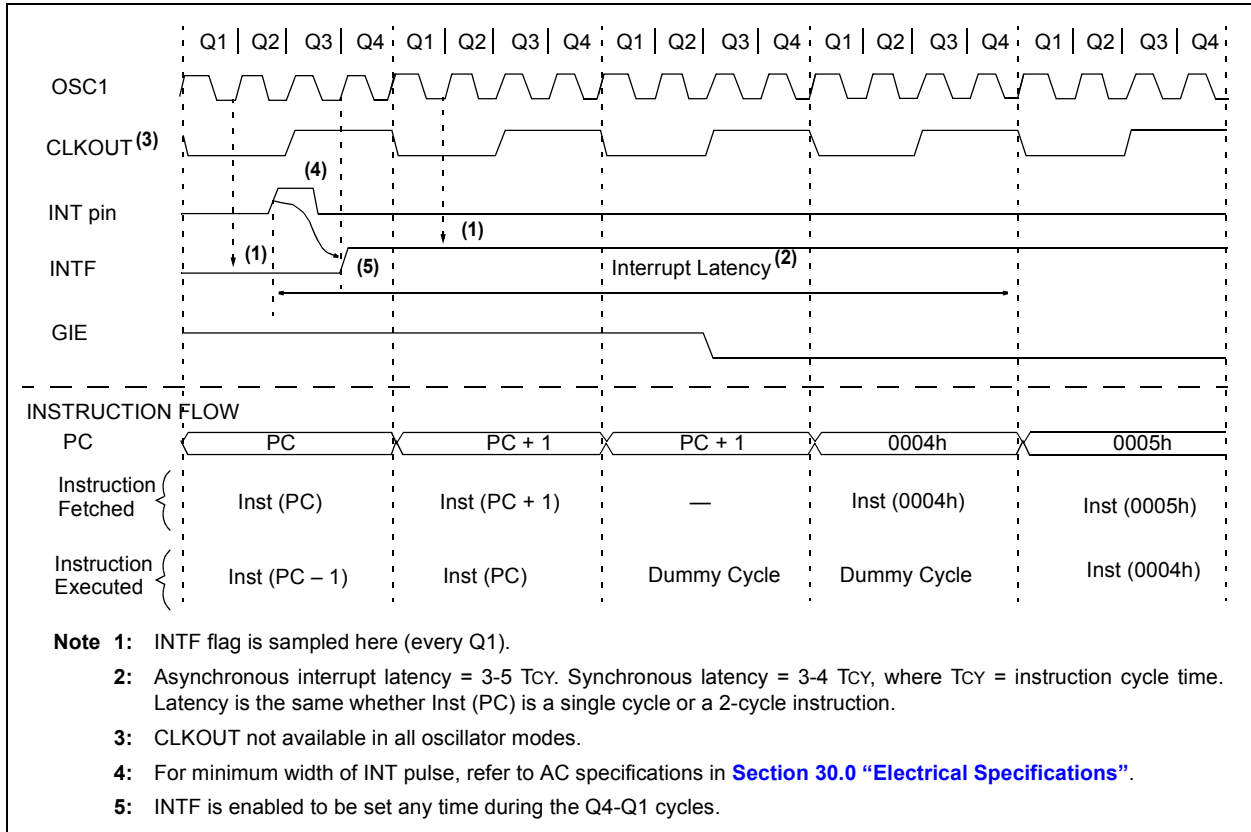 Q1 Q2 Q3 Q4 Q1 Q2 Q3 Q4 Q1 Q2 Q3 Q4 Q1 Q2 Q3 Q4 Q1 Q2 Q3 Q4
OSC1
CLKOUT (3)
(4)
INT pin
(1) (1)
INTF (5) Interrupt Latency (2)
GIE
INSTRUCTION FLOW
PC PC PC + 1 PC + 1 0004h 0005h
Instruction
Fetched Inst (PC) Inst (PC + 1) — Inst (0004h) Inst (0005h)
Instruction
Executed Inst (PC – 1) Inst (PC) Dummy Cycle Dummy Cycle Inst (0004h)
Note 1: INTF flag is sampled here (every Q1).
2: Asynchronous interrupt latency = 3-5 TCY. Synchronous latency = 3-4 TCY, where TCY = instruction cycle time.
Latency is the same whether Inst (PC) is a single cycle or a 2-cycle instruction.
3: CLKOUT not available in all oscillator modes.
4: For minimum width of INT pulse, refer to AC specifications in Section 30.0 “Electrical Specifications”.
5: INTF is enabled to be set any time during the Q4-Q1 cycles.